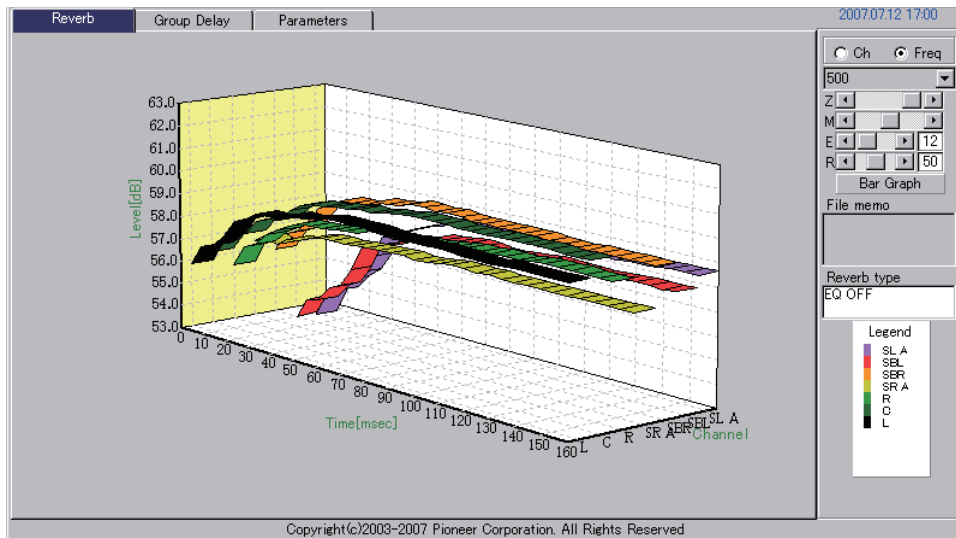 Reverb
Group Delay
Parameters
2007.07.12 17:00
Ch
Freq
500
Z
M
E 12
R 50
Bar Graph
File memo
Reverb type
EQ OFF
Legend
SL A
SBL
SBR
SR A
R
C
L
Level[dB]
63.0
62.0
61.0
60.0
59.0
58.0
57.0
56.0
55.0
54.0
53.0
0 10 20 30 40 50 60 70 80 90 100 110 120 130 140 150 160
Time[msec]
L C R SR A SBR SBL SL A
Channel
Copyright(c)2003-2007 Pioneer Corporation. All Rights Reserved